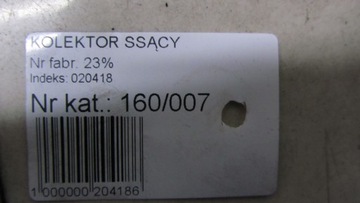 KOLEKTOR SSĄCY
Nr fabr. 23%
Indeks: 020418
Nr kat.: 160/007
1 000000 204186